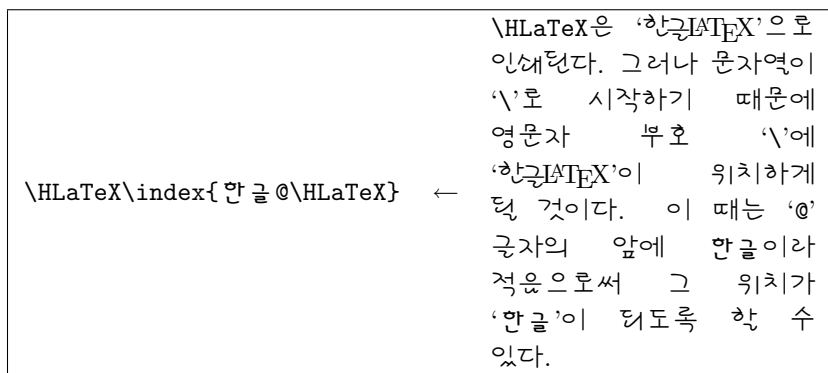 \HLaTeX은 ‘한글LATEX’으로
인쇄된다. 그러나 문자열이
‘\’로 시작하기 때문에
영문자 부호 ‘\’에
‘한글LATEX’이 위치하게
\HLaTeX\index{한글@\HLaTeX} ← 될 것이다. 이 때는 ‘@’
글자의 앞에 한글이라
적음으로써 그 위치가
‘한글’이 되도록 할 수
있다.